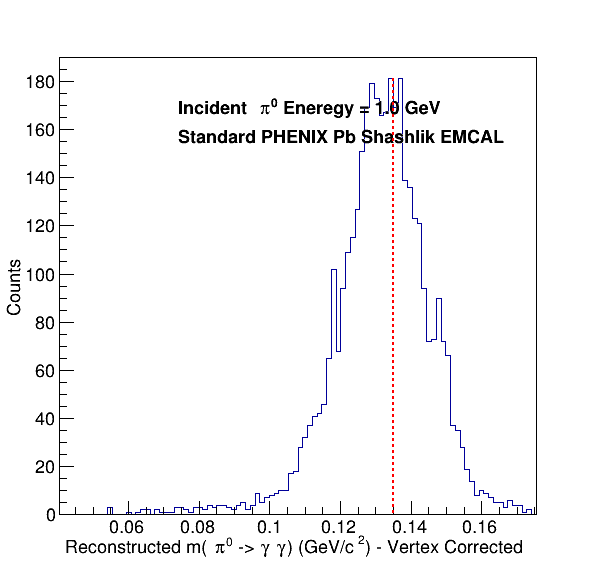 180
Incident π⁰ Eneregy = 1.0 GeV
160
Standard PHENIX Pb Shashlik EMCAL
140
120
100
80
60
40
20
0
Counts
0.06 0.08 0.1 0.12 0.14 0.16
Reconstructed m( π⁰ -> γ γ) (GeV/c²) - Vertex Corrected